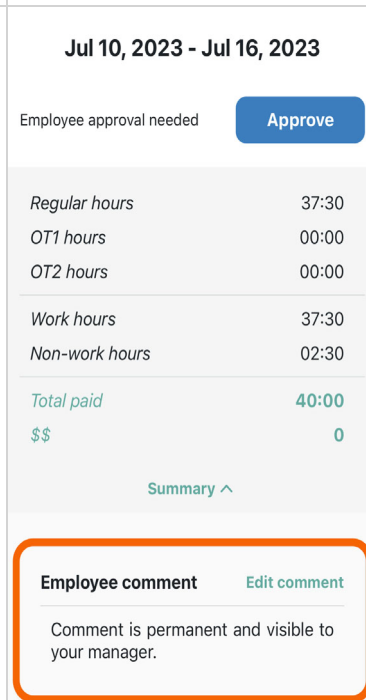 Jul 10, 2023 - Jul 16, 2023
Employee approval needed Approve
Regular hours 37:30
OT1 hours 00:00
OT2 hours 00:00
Work hours 37:30
Non-work hours 02:30
Total paid 40:00
$$ 0
Summary
Employee comment Edit comment
Comment is permanent and visible to
your manager.